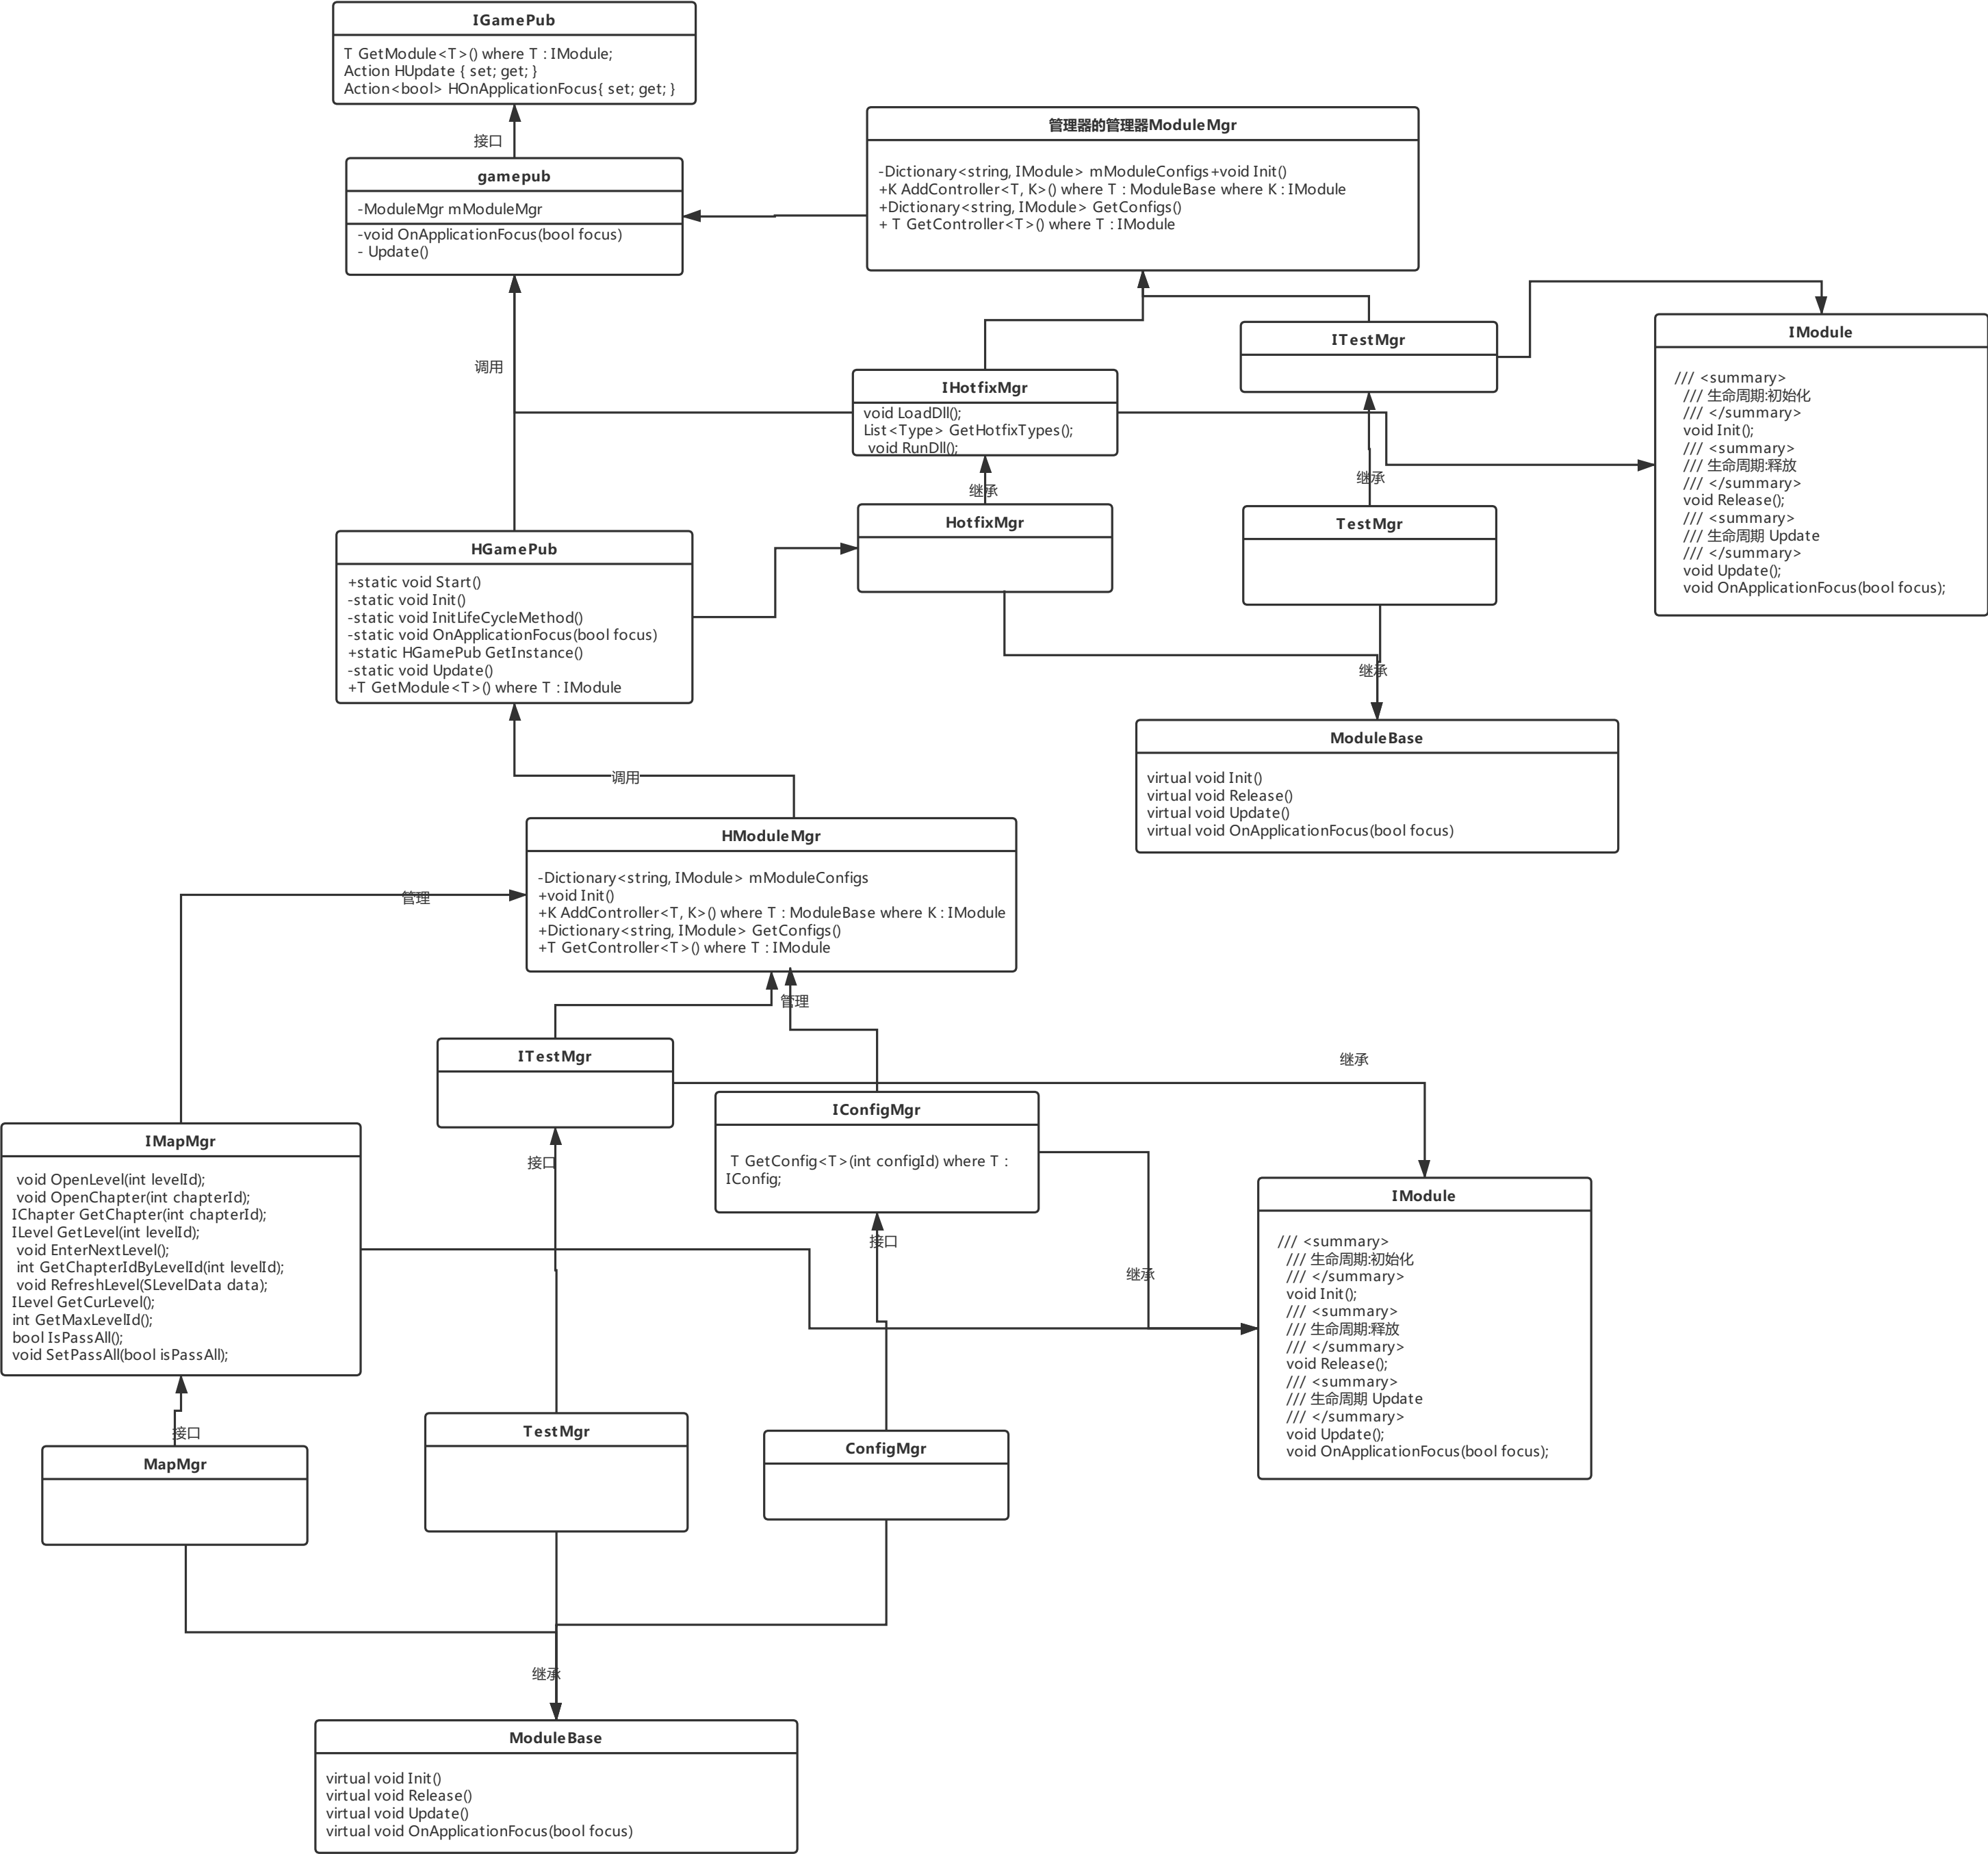 IGamePub
T GetModule<T>() where T : IModule;
Action HUpdate { set; get; }
Action<bool> HOnApplicationFocus{ set; get; }
接口
gamepub
-ModuleMgr mModuleMgr
-void OnApplicationFocus(bool focus)
- Update()
管理器的管理器ModuleMgr
-Dictionary<string, IModule> mModuleConfigs+void Init()
+K AddController<T, K>() where T : ModuleBase where K : IModule
+Dictionary<string, IModule> GetConfigs()
+ T GetController<T>() where T : IModule
调用
IHotfixMgr
void LoadDll();
List<Type> GetHotfixTypes();
void RunDll();
ITestMgr
IModule
/// <summary>
/// 生命周期:初始化
/// </summary>
void Init();
/// <summary>
/// 生命周期:释放
/// </summary>
void Release();
/// <summary>
/// 生命周期 Update
/// </summary>
void Update();
void OnApplicationFocus(bool focus);
继承
继承
HotfixMgr
TestMgr
HGamePub
+static void Start()
-static void Init()
-static void InitLifeCycleMethod()
-static void OnApplicationFocus(bool focus)
+static HGamePub GetInstance()
-static void Update()
+T GetModule<T>() where T : IModule
继承
ModuleBase
virtual void Init()
virtual void Release()
virtual void Update()
virtual void OnApplicationFocus(bool focus)
调用
HModuleMgr
-Dictionary<string, IModule> mModuleConfigs
+void Init()
+K AddController<T, K>() where T : ModuleBase where K : IModule
+Dictionary<string, IModule> GetConfigs()
+T GetController<T>() where T : IModule
管理
管理
ITestMgr
继承
IConfigMgr
T GetConfig<T>(int configId) where T :
IConfig;
IMapMgr
void OpenLevel(int levelId);
void OpenChapter(int chapterId);
IChapter GetChapter(int chapterId);
ILevel GetLevel(int levelId);
void EnterNextLevel();
int GetChapterIdByLevelId(int levelId);
void RefreshLevel(SLevelData data);
ILevel GetCurLevel();
int GetMaxLevelId();
bool IsPassAll();
void SetPassAll(bool isPassAll);
接口
接口
继承
IModule
/// <summary>
/// 生命周期:初始化
/// </summary>
void Init();
/// <summary>
/// 生命周期:释放
/// </summary>
void Release();
/// <summary>
/// 生命周期 Update
/// </summary>
void Update();
void OnApplicationFocus(bool focus);
接口
MapMgr
TestMgr
ConfigMgr
继承
ModuleBase
virtual void Init()
virtual void Release()
virtual void Update()
virtual void OnApplicationFocus(bool focus)